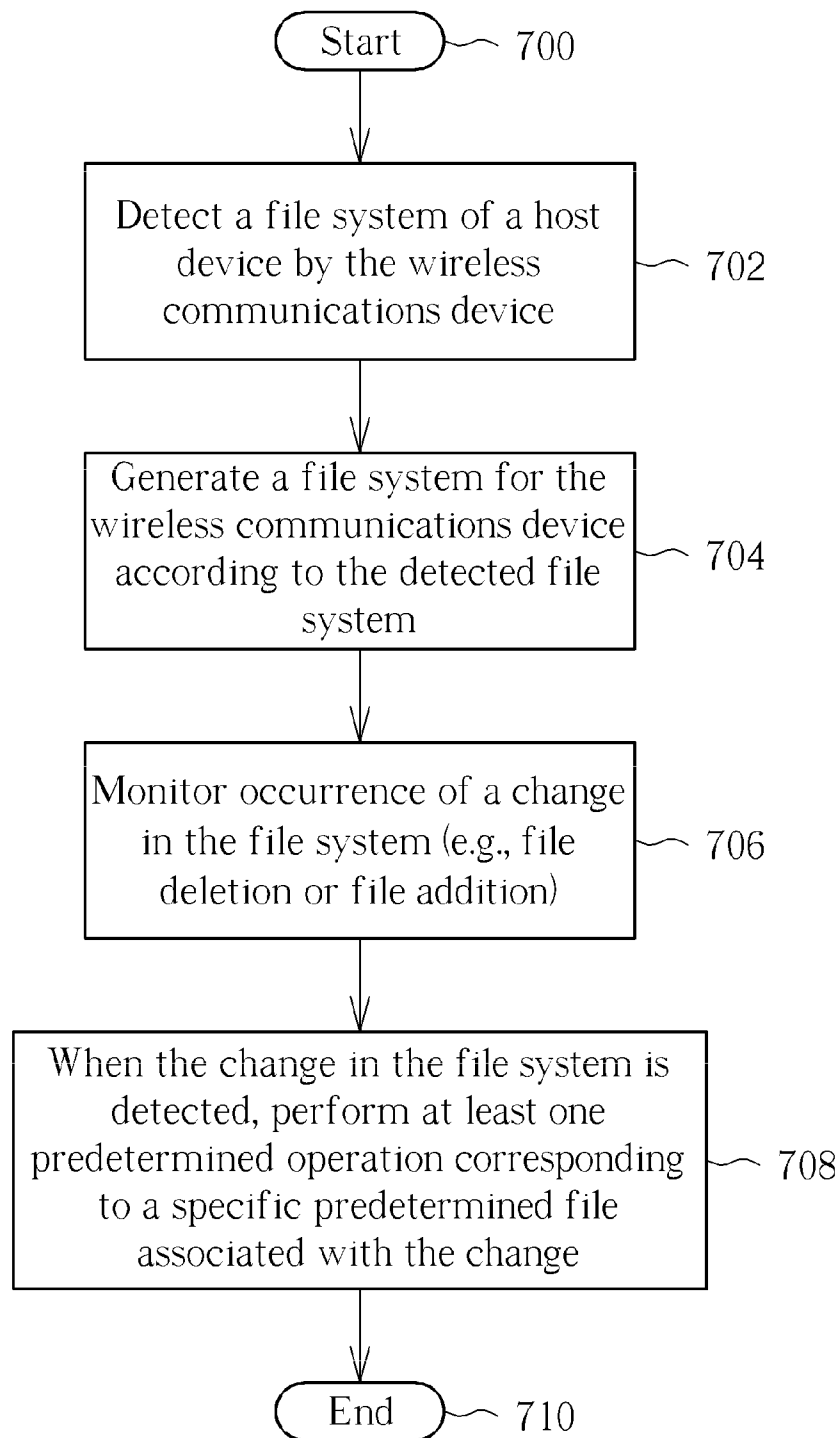 Start
700
Detect a file system of a host
device by the wireless
communications device
702
Generate a file system for the
wireless communications device
according to the detected file
system
704
Monitor occurrence of a change
in the file system (e.g., file
deletion or file addition)
706
When the change in the file system is
detected, perform at least one
predetermined operation corresponding
to a specific predetermined file
associated with the change
708
End
710